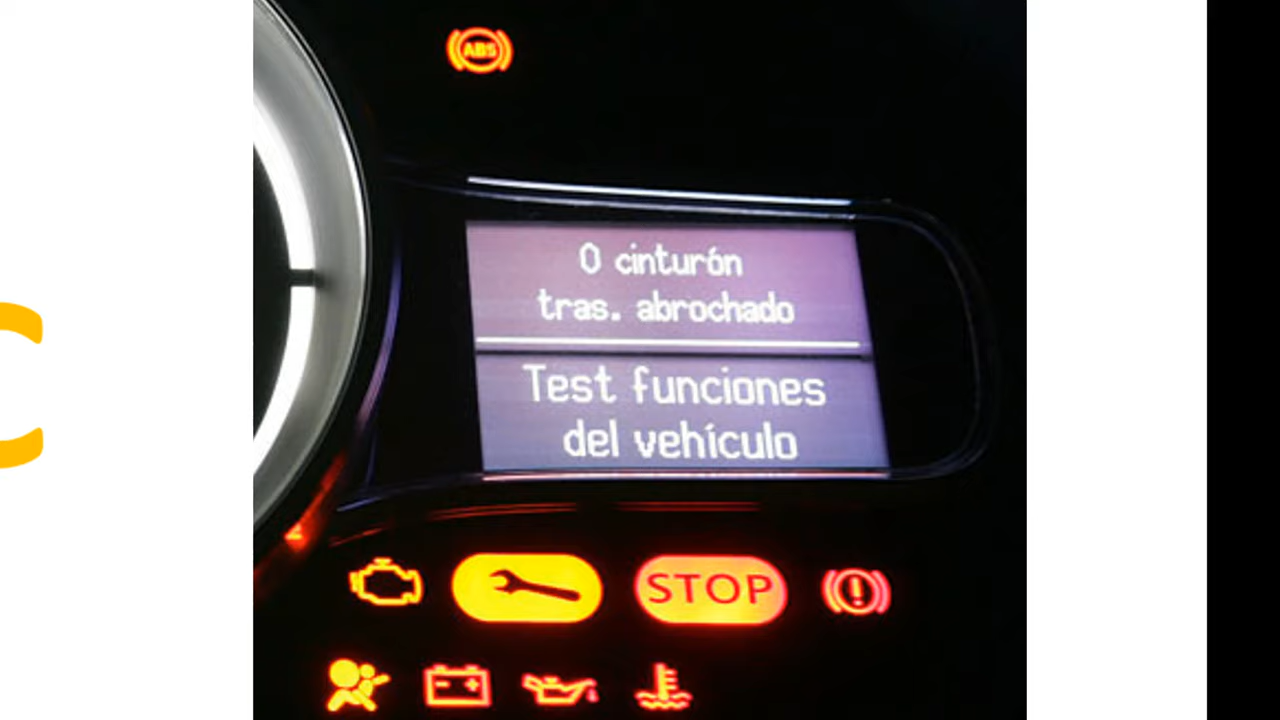 ABS
0 cinturón
tras. abrochado
Test funciones
del vehículo
STOP